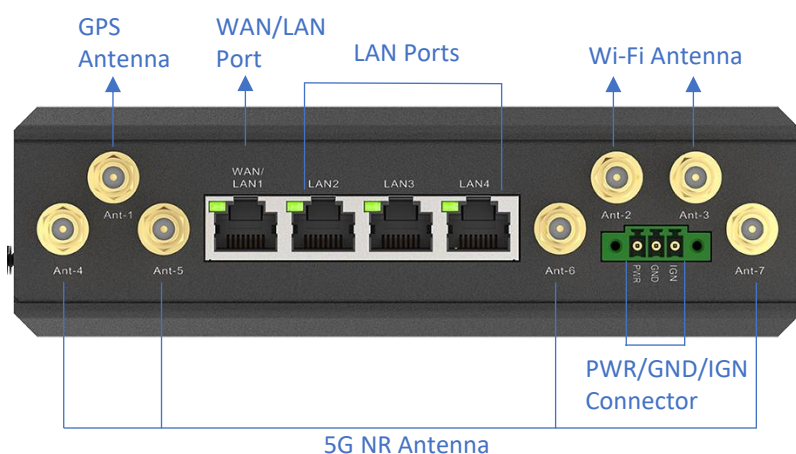 GPS
Antenna
WAN/LAN
Port
LAN Ports
Wi-Fi Antenna
WAN/
LAN1
LAN2
LAN3
LAN4
Ant-1
Ant-2
Ant-3
Ant-4
Ant-5
Ant-6
Ant-7
PWR
GND
IGN
PWR/GND/IGN
Connector
5G NR Antenna